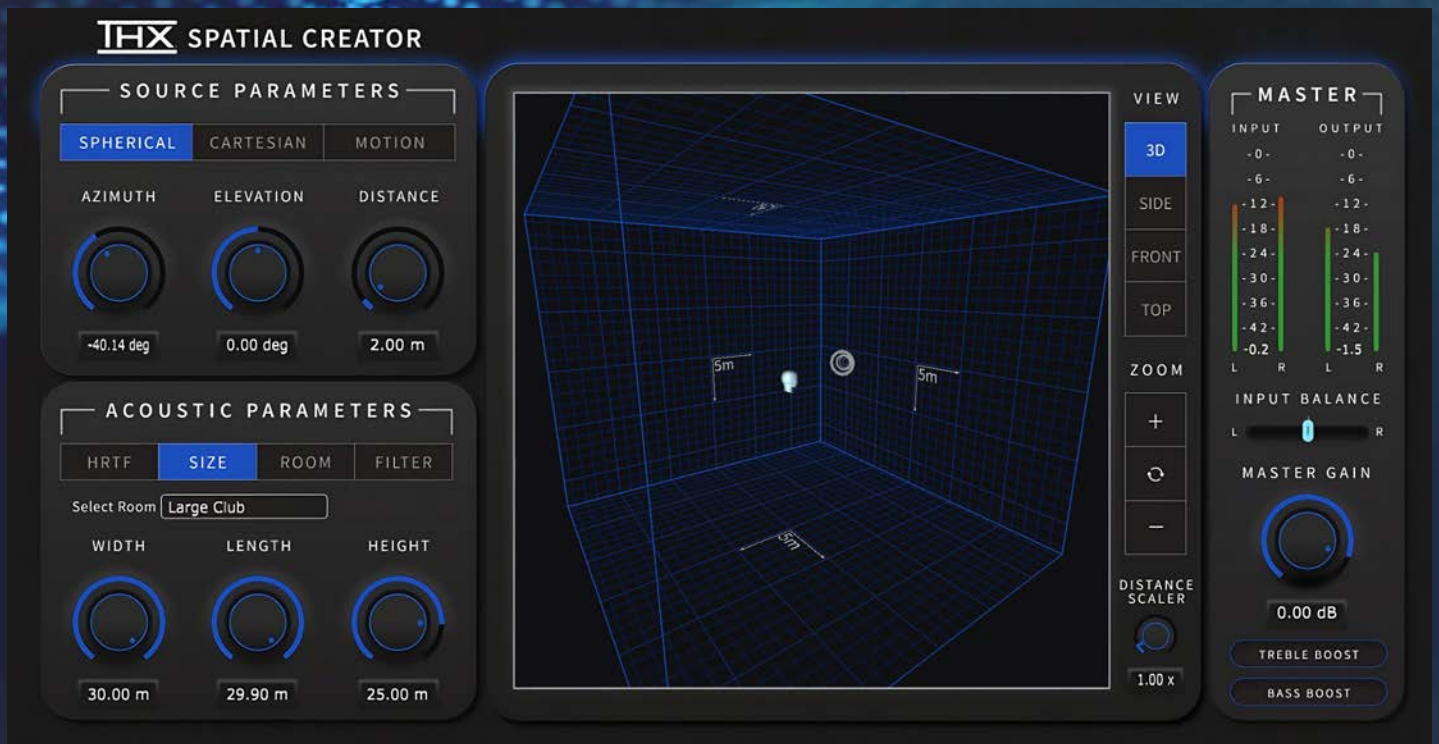 THX SPATIAL CREATOR
SOURCE PARAMETERS
SPHERICAL CARTESIAN MOTION
AZIMUTH ELEVATION DISTANCE
-40.14 deg 0.00 deg 2.00 m
ACOUSTIC PARAMETERS
HRTF SIZE ROOM FILTER
Select Room Large Club
WIDTH LENGTH HEIGHT
30.00 m 29.90 m 25.00 m
5m
5m
5m
VIEW
3D
SIDE
FRONT
TOP
ZOOM
+
−
DISTANCE
SCALER
1.00 x
MASTER
INPUT OUTPUT
-0- -0-
-6- -6-
-12- -12-
-18- -18-
-24- -24-
-30- -30-
-36- -36-
-42- -42-
-0.2 -1.5
L R L R
INPUT BALANCE
L R
MASTER GAIN
0.00 dB
TREBLE BOOST
BASS BOOST